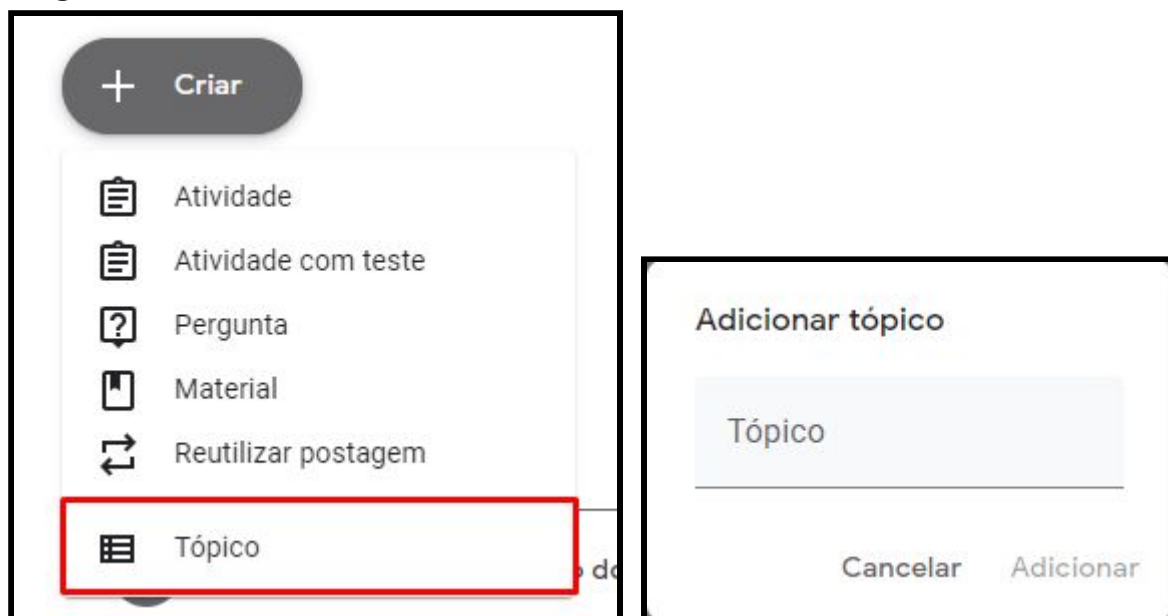 Criar
Atividade
Atividade com teste
Pergunta
Material
Reutilizar postagem
Tópico
Adicionar tópico
Tópico
Cancelar Adicionar